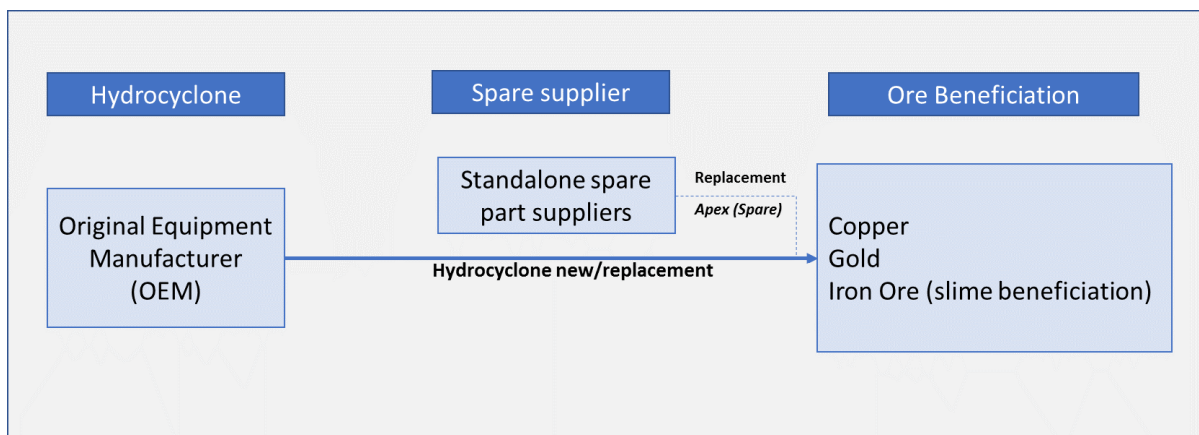 Hydrocyclone
Spare supplier
Ore Beneficiation
Original Equipment
Manufacturer
(OEM)
Standalone spare
part suppliers
Replacement
Apex (Spare)
Hydrocyclone new/replacement
Copper
Gold
Iron Ore (slime beneficiation)